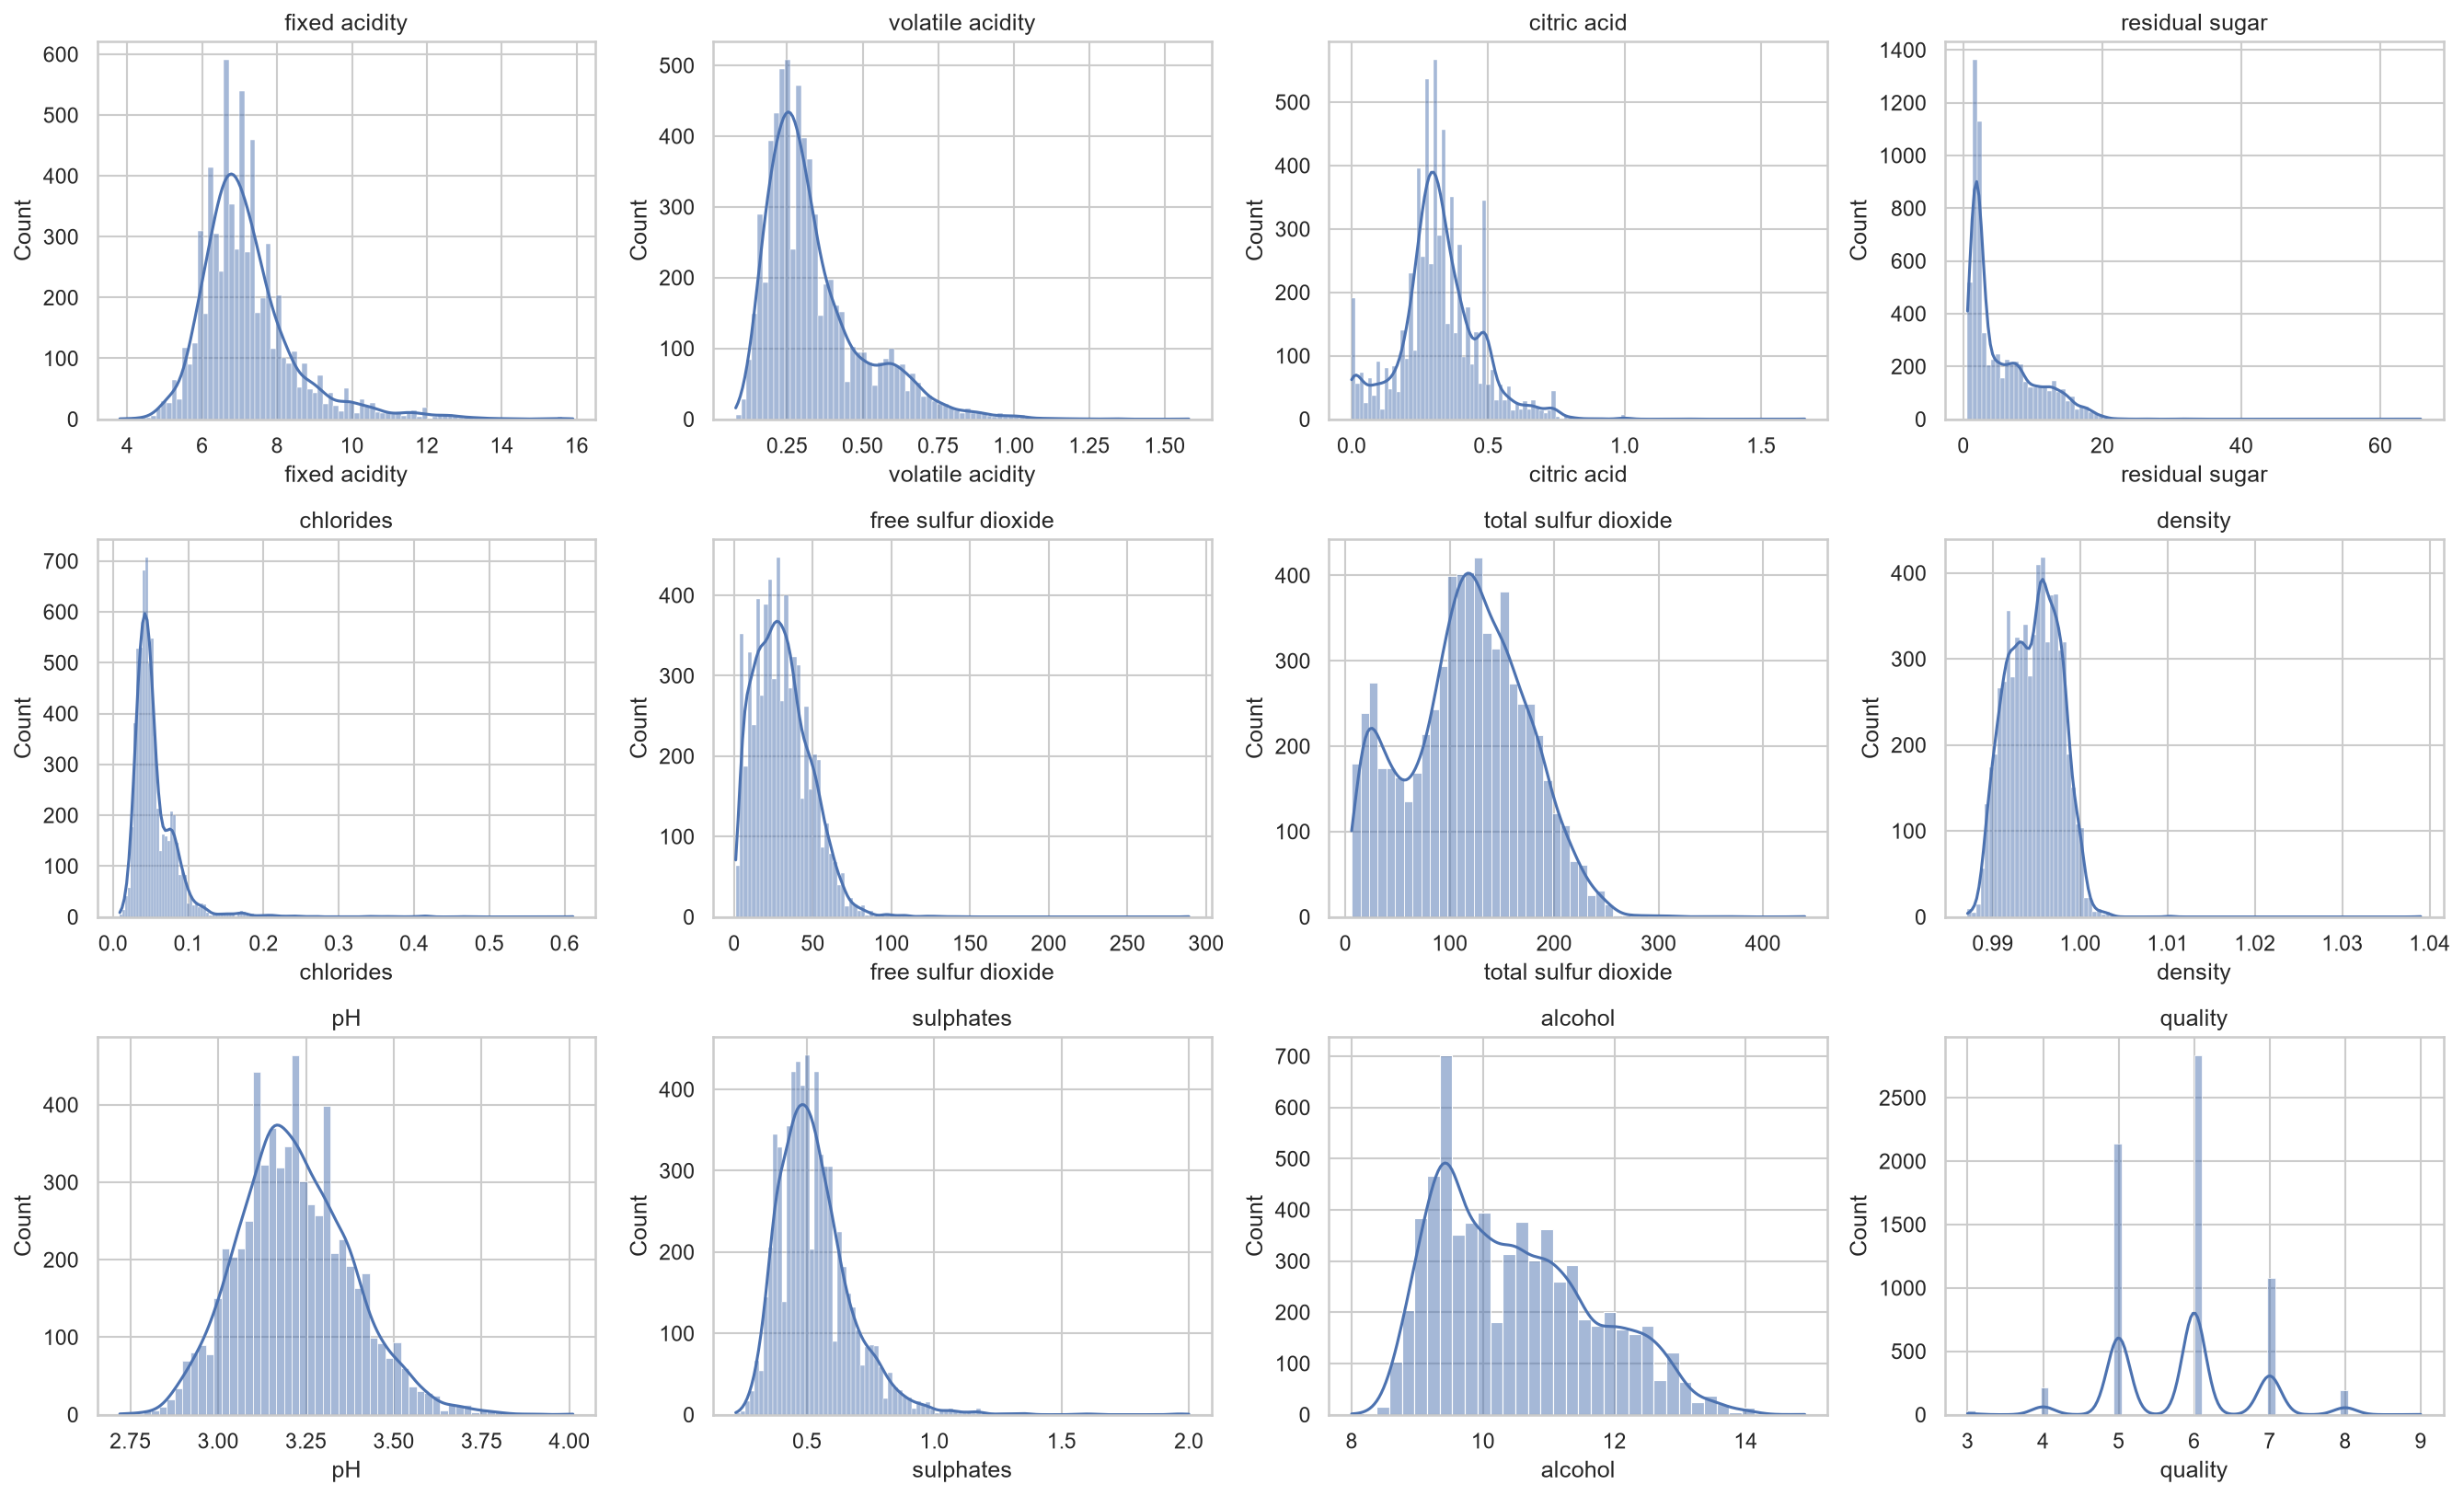 fixed acidity
volatile acidity
citric acid
residual sugar
Count
600
500
400
300
200
100
0
4 6 8 10 12 14 16
fixed acidity
Count
500
400
300
200
100
0
0.25 0.50 0.75 1.00 1.25 1.50
volatile acidity
Count
500
400
300
200
100
0
0.0 0.5 1.0 1.5
citric acid
Count
1400
1200
1000
800
600
400
200
0
0 20 40 60
residual sugar
chlorides
free sulfur dioxide
total sulfur dioxide
density
Count
700
600
500
400
300
200
100
0
0.0 0.1 0.2 0.3 0.4 0.5 0.6
chlorides
Count
400
300
200
100
0
0 50 100 150 200 250 300
free sulfur dioxide
Count
400
300
200
100
0
0 100 200 300 400
total sulfur dioxide
Count
400
300
200
100
0
0.99 1.00 1.01 1.02 1.03 1.04
density
pH
sulphates
alcohol
quality
Count
400
300
200
100
0
2.75 3.00 3.25 3.50 3.75 4.00
pH
Count
400
300
200
100
0
0.5 1.0 1.5 2.0
sulphates
Count
700
600
500
400
300
200
100
0
8 10 12 14
alcohol
Count
2500
2000
1500
1000
500
0
3 4 5 6 7 8 9
quality